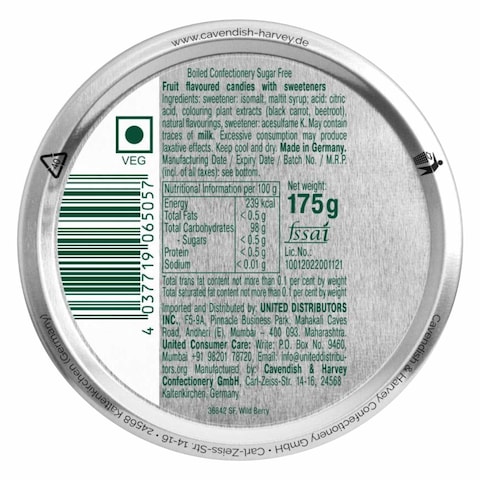 www.cavendish-harvey.de
Boiled Confectionery Sugar Free
Fruit flavoured candies with sweeteners
Ingredients: sweetener: isomalt, maltit syrup; acid: citric
acid, colouring plant extracts (black carrot, beetroot),
natural flavourings, sweetener: acesulfame K. May contain
traces of milk. Excessive consumption may produce
laxative effects. Keep cool and dry. Made in Germany.
Manufacturing Date / Expiry Date / Batch No. / M.R.P.
(incl. of all taxes): see bottom.
VEG
4 037719 065057
Nutritional Information per 100 g
Energy 239 kcal
Total Fats < 0.5 g
Total Carbohydrates 98 g
- Sugars < 0.5 g
Protein < 0.5 g
Sodium < 0.01 g
Net weight:
175g
fssai
Lic.No.:
10012022001121
Total trans fat content not more than 0.1 per cent by weight
Total saturated fat content not more than 0.1 per cent by weight
Imported and Distributed by: UNITED DISTRIBUTORS
INC., F5-9A, Pinnacle Business Park, Mahakali Caves
Road, Andheri (E), Mumbai - 400 093, Maharashtra.
United Consumer Care: Write: P.O. Box No. 9460,
Mumbai +91 98201 78720, Email: info@uniteddistribu-
tors.org Manufactured by: Cavendish & Harvey
Confectionery GmbH, Carl-Zeiss-Str. 14-16, 24568
Kaltenkirchen, Germany
36842 SF, Wild Berry
Cavendish & Harvey Confectionery GmbH • Carl-Zeiss-Str. 14-16 • 24568 Kaltenkirchen (Germany)